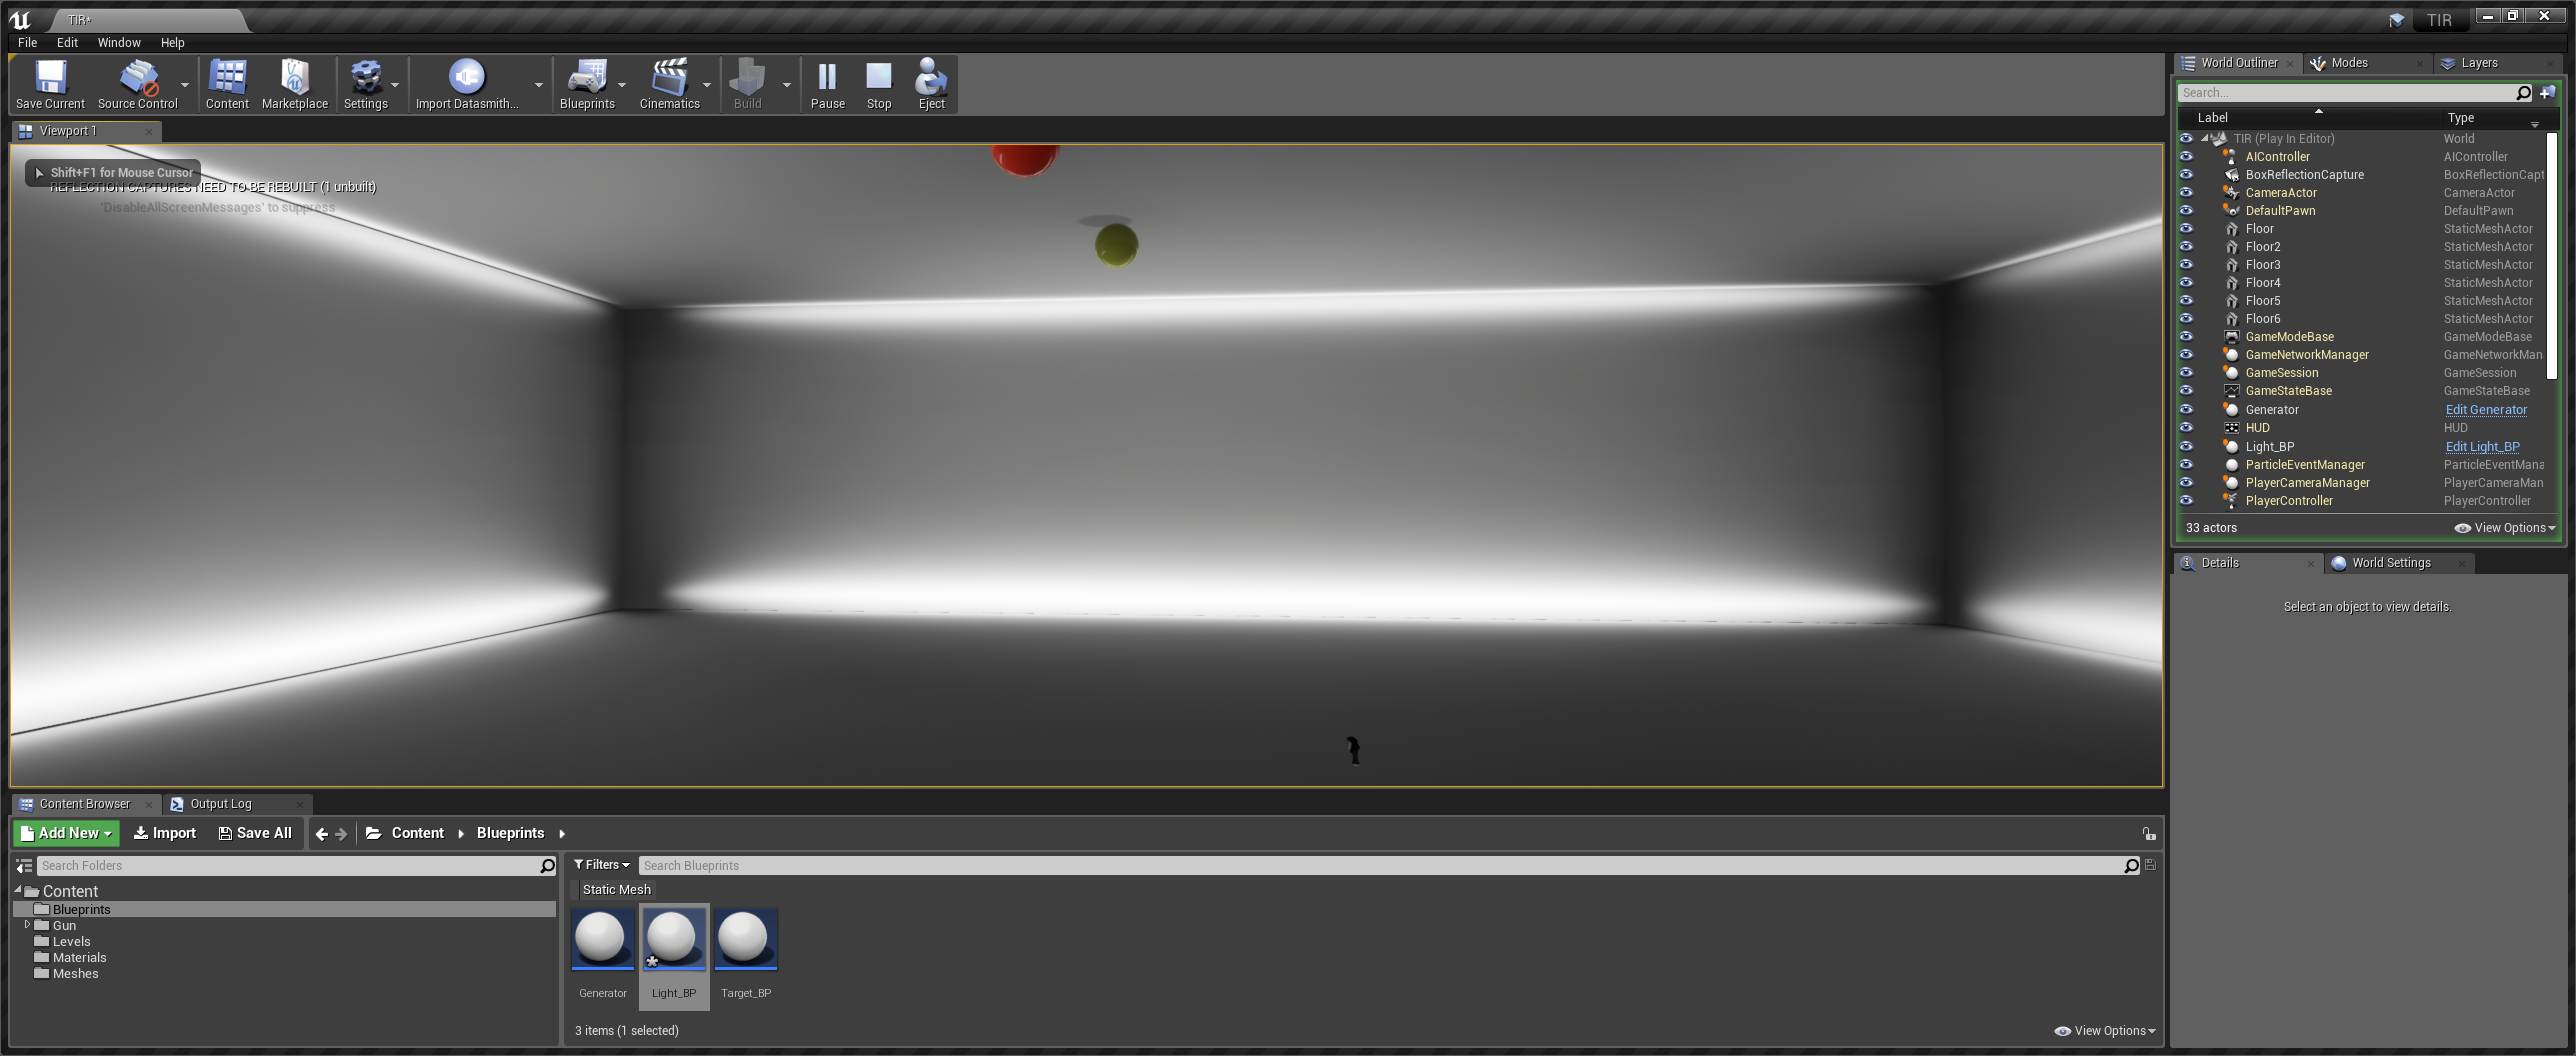 TIR*
TIR
File Edit Window Help
Save Current Source Control Content Marketplace Settings Import Datasmith... Blueprints Cinematics Build Pause Stop Eject
Viewport 1
Shift+F1 for Mouse Cursor
REFLECTION CAPTURES NEED TO BE REBUILT (1 unbuilt)
'DisableAllScreenMessages' to suppress
World Outliner Modes Layers
Search...
Label Type
TIR (Play In Editor) World
AIController AIController
BoxReflectionCapture BoxReflectionCapt
CameraActor CameraActor
DefaultPawn DefaultPawn
Floor StaticMeshActor
Floor2 StaticMeshActor
Floor3 StaticMeshActor
Floor4 StaticMeshActor
Floor5 StaticMeshActor
Floor6 StaticMeshActor
GameModeBase GameModeBase
GameNetworkManager GameNetworkMan
GameSession GameSession
GameStateBase GameStateBase
Generator Edit Generator
HUD HUD
Light_BP Edit Light_BP
ParticleEventManager ParticleEventMana
PlayerCameraManager PlayerCameraMan
PlayerController PlayerController
33 actors View Options
Details World Settings
Select an object to view details.
Content Browser Output Log
Add New Import Save All Content Blueprints
Search Folders
Content
Blueprints
Gun
Levels
Materials
Meshes
Filters Search Blueprints
Static Mesh
Generator Light_BP Target_BP
3 items (1 selected) View Options